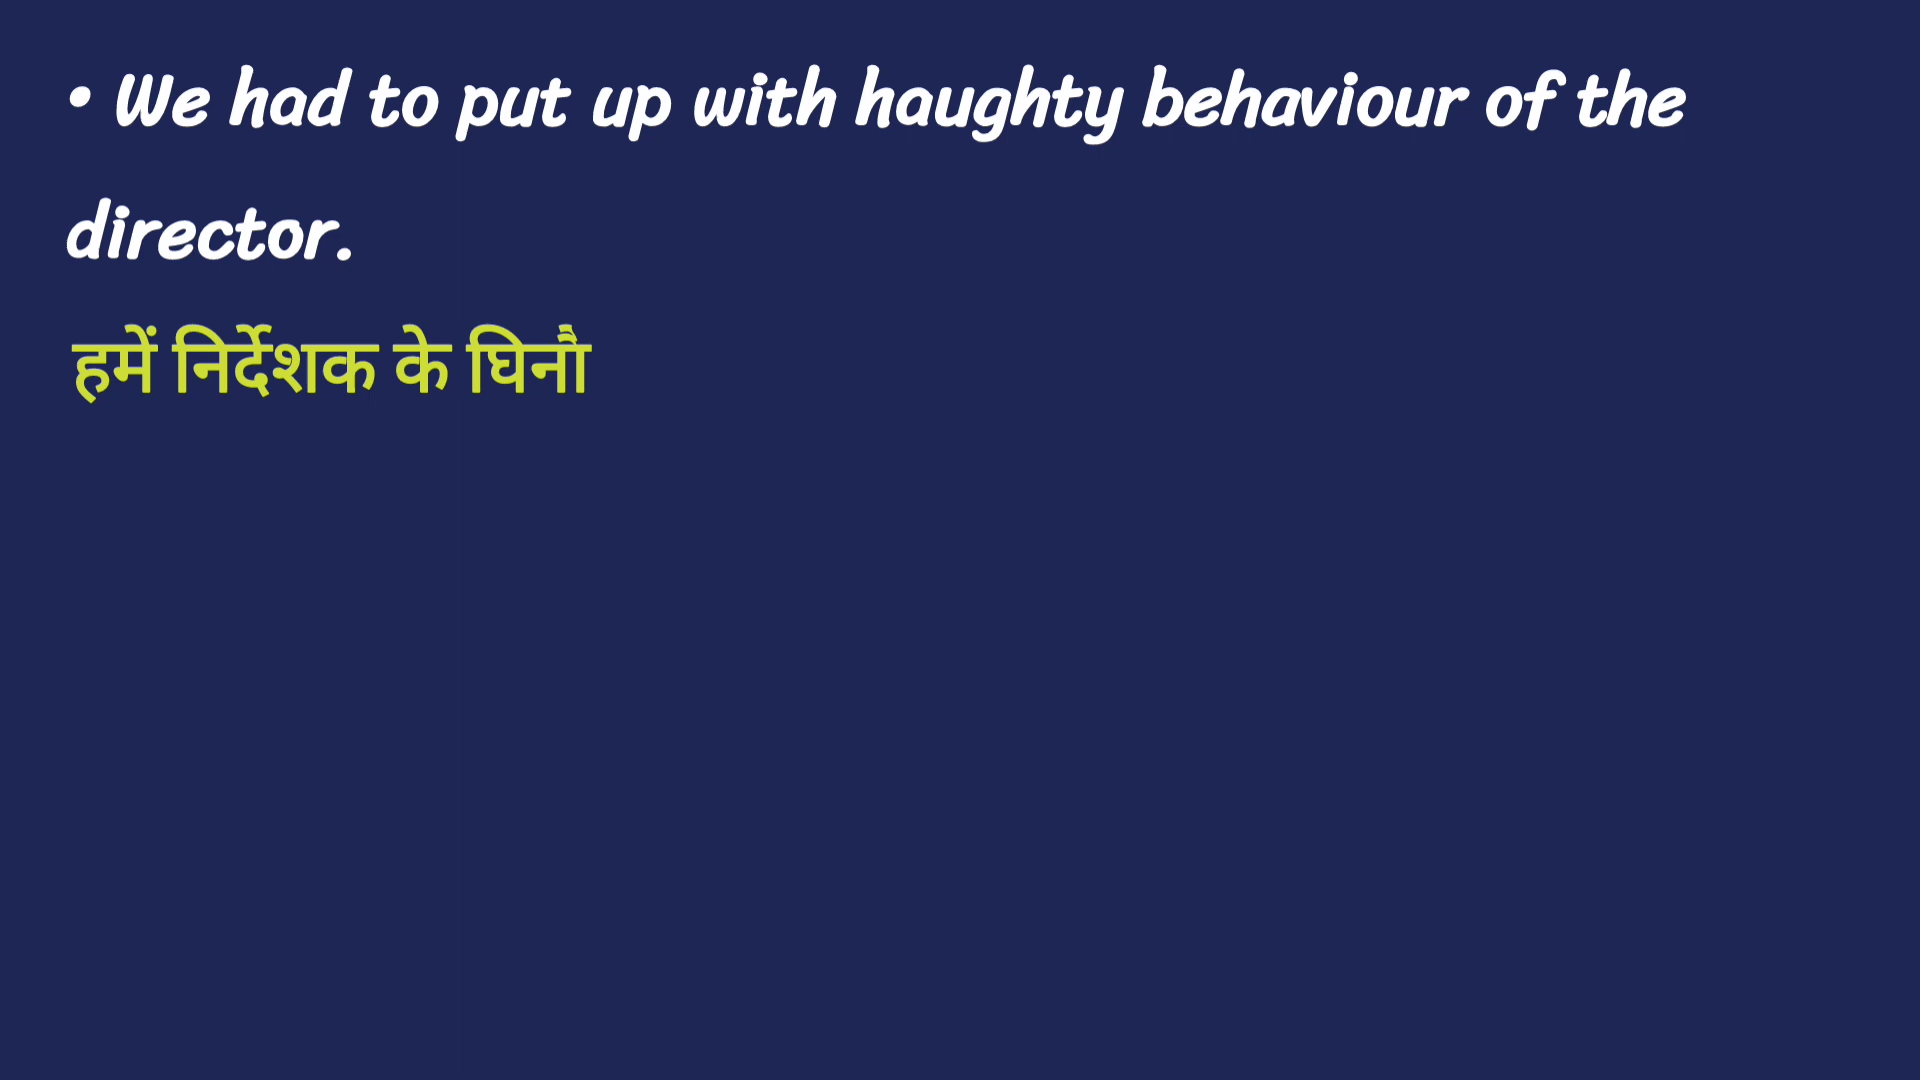 • We had to put up with haughty behaviour of the
director.
हमें निर्देशक के घिनौ